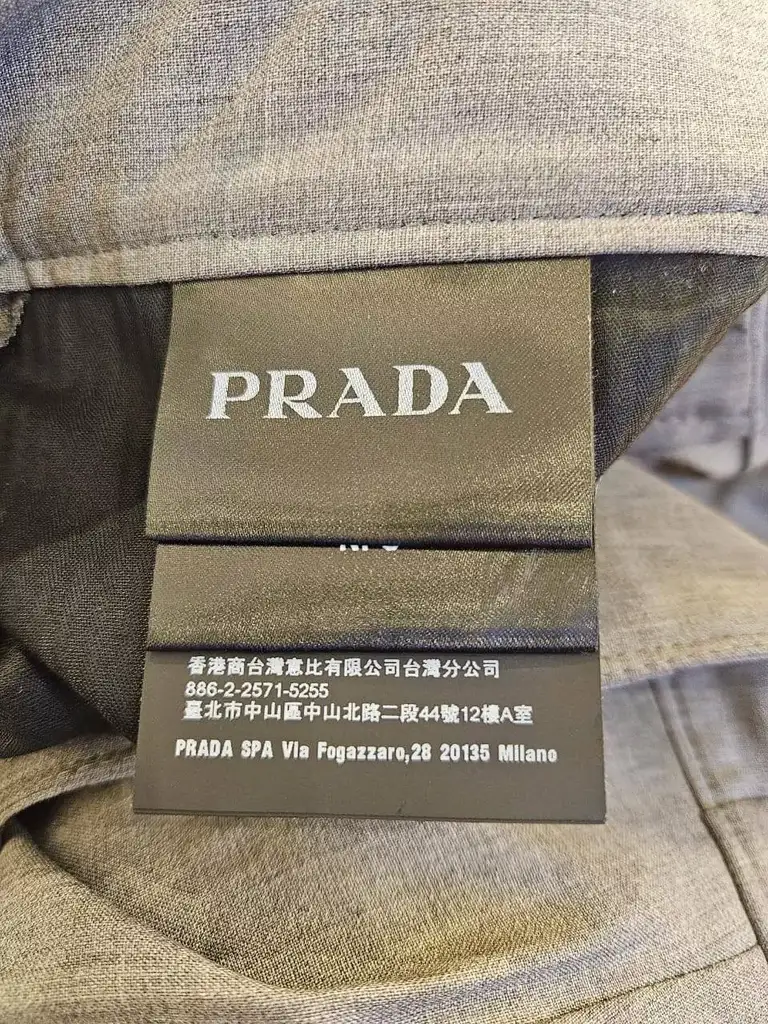 PRADA
香港商台灣惠比有限公司台灣分公司
886-2-2571-5255
臺北市中山區中山北路二段44號12樓A室
PRADA SPA Via Fogazzaro,28 20135 Milano